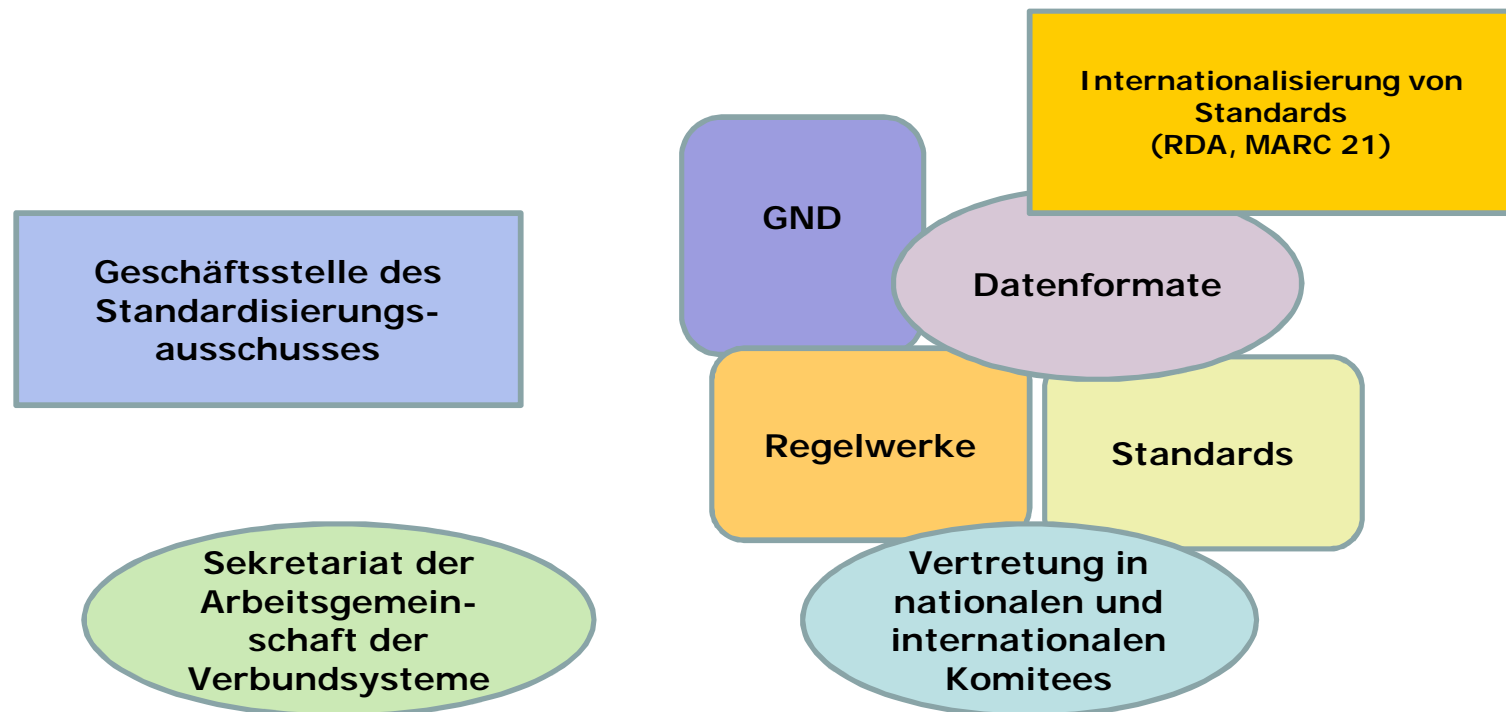 Internationalisierung von
Standards
(RDA, MARC 21)
GND
Geschäftsstelle des
Standardisierungs-
ausschusses
Datenformate
Regelwerke
Standards
Sekretariat der
Arbeitsgemein-
schaft der
Verbundsysteme
Vertretung in
nationalen und
internationalen
Komitees